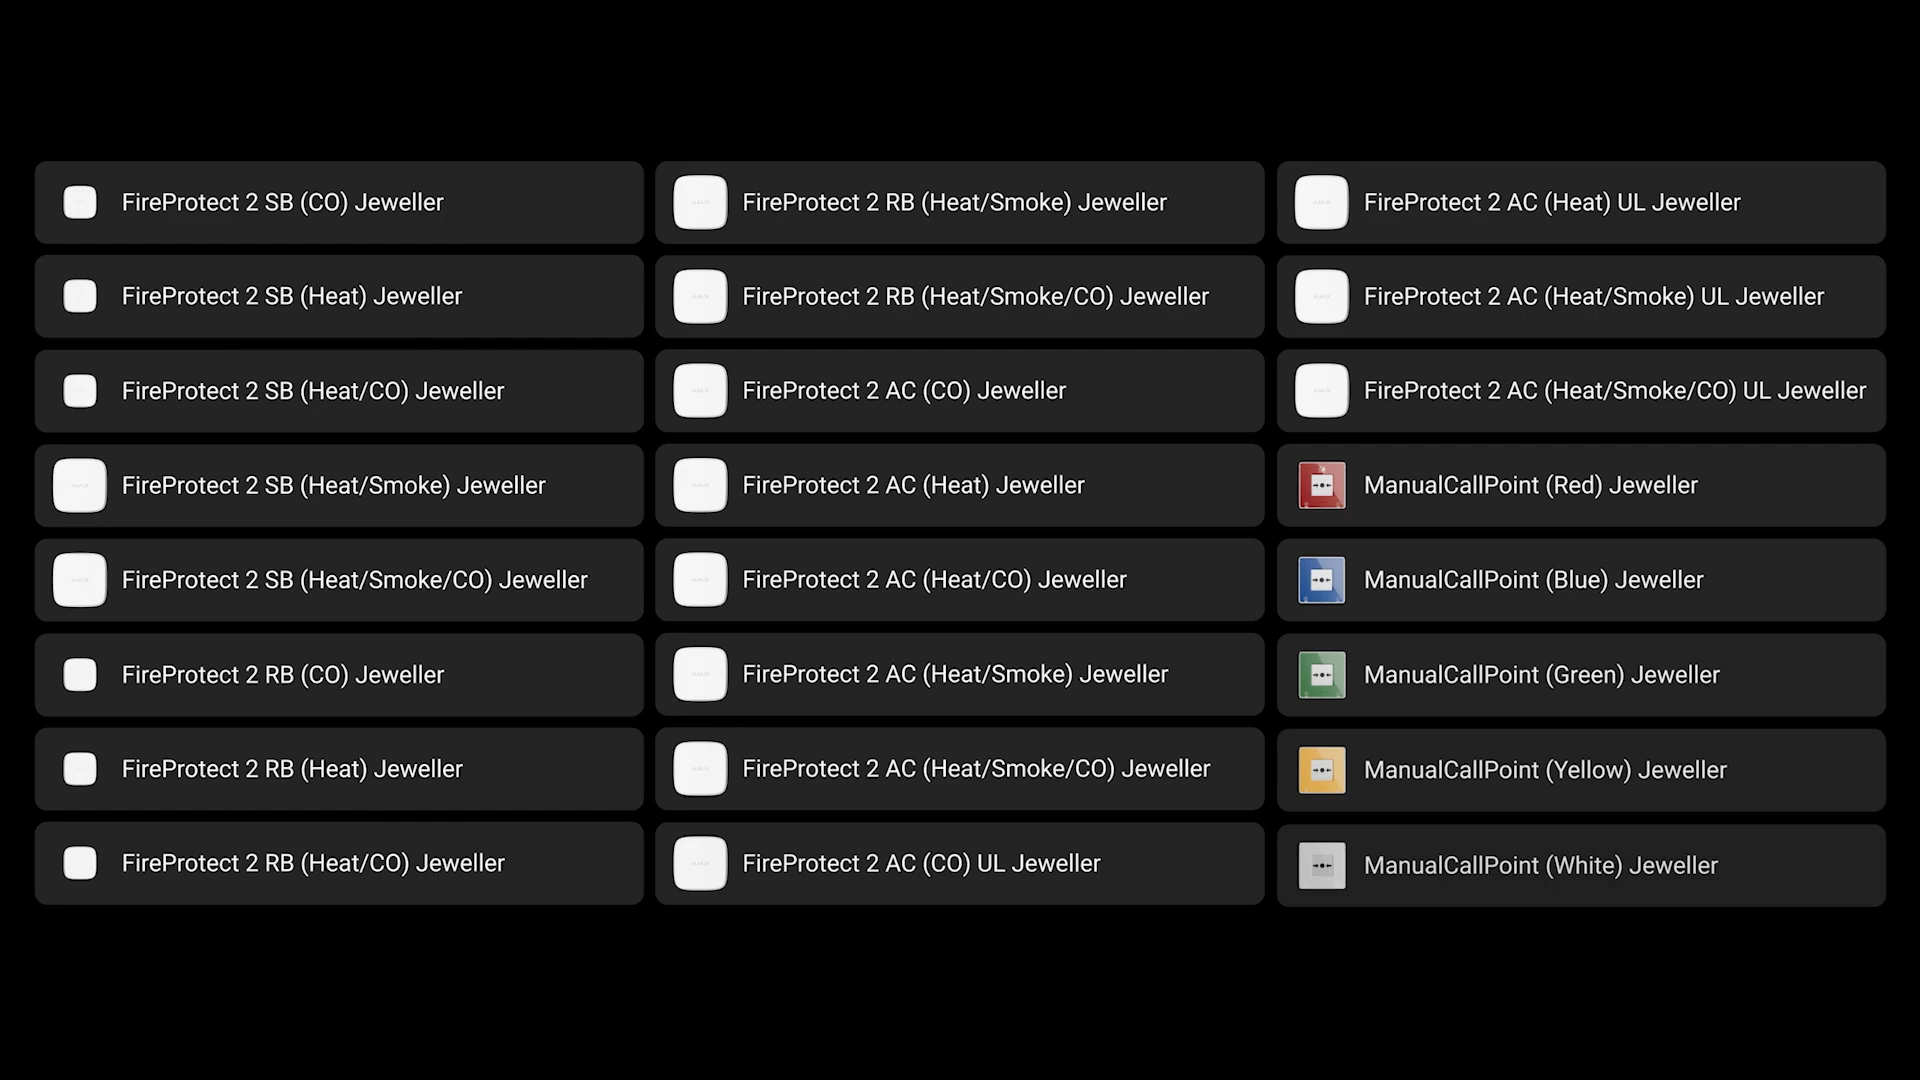 FireProtect 2 SB (CO) Jeweller
FireProtect 2 SB (Heat) Jeweller
FireProtect 2 SB (Heat/CO) Jeweller
FireProtect 2 SB (Heat/Smoke) Jeweller
FireProtect 2 SB (Heat/Smoke/CO) Jeweller
FireProtect 2 RB (CO) Jeweller
FireProtect 2 RB (Heat) Jeweller
FireProtect 2 RB (Heat/CO) Jeweller
FireProtect 2 RB (Heat/Smoke) Jeweller
FireProtect 2 RB (Heat/Smoke/CO) Jeweller
FireProtect 2 AC (CO) Jeweller
FireProtect 2 AC (Heat) Jeweller
FireProtect 2 AC (Heat/CO) Jeweller
FireProtect 2 AC (Heat/Smoke) Jeweller
FireProtect 2 AC (Heat/Smoke/CO) Jeweller
FireProtect 2 AC (CO) UL Jeweller
FireProtect 2 AC (Heat) UL Jeweller
FireProtect 2 AC (Heat/Smoke) UL Jeweller
FireProtect 2 AC (Heat/Smoke/CO) UL Jeweller
ManualCallPoint (Red) Jeweller
ManualCallPoint (Blue) Jeweller
ManualCallPoint (Green) Jeweller
ManualCallPoint (Yellow) Jeweller
ManualCallPoint (White) Jeweller